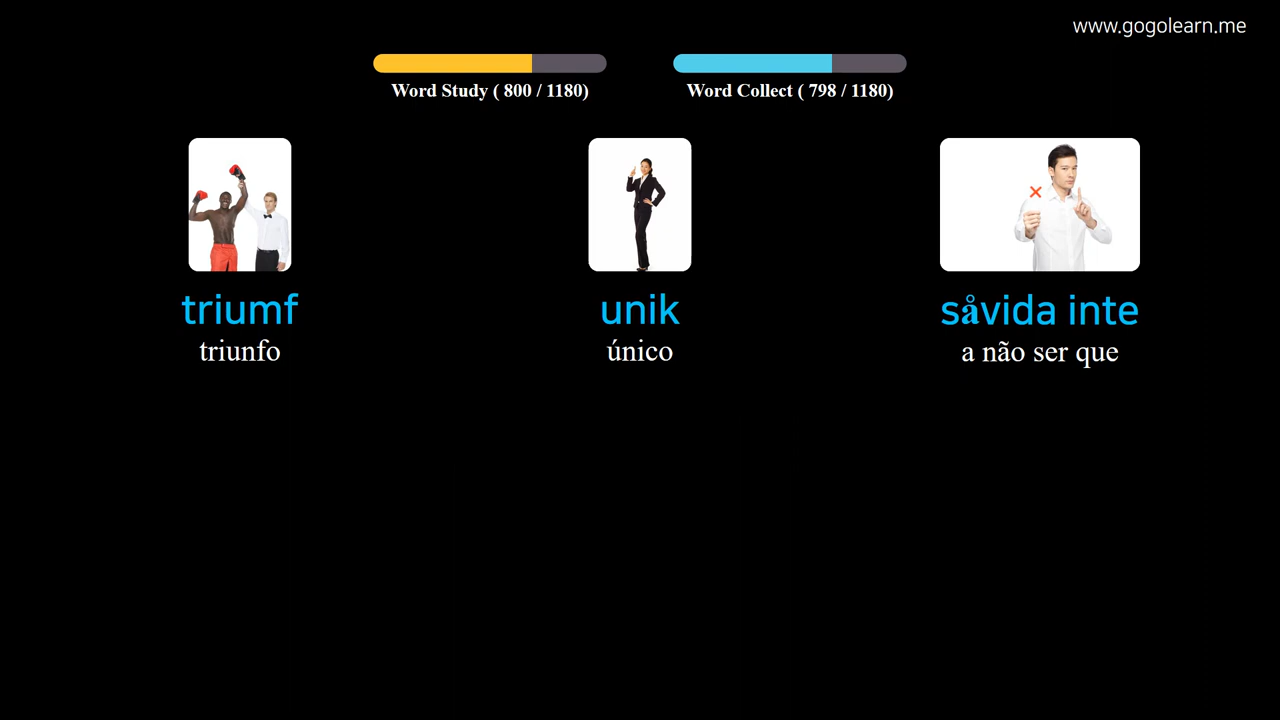 www.gogolearn.me
Word Study ( 800 / 1180)
Word Collect ( 798 / 1180)
triumf
triunfo
unik
único
såvida inte
a não ser que